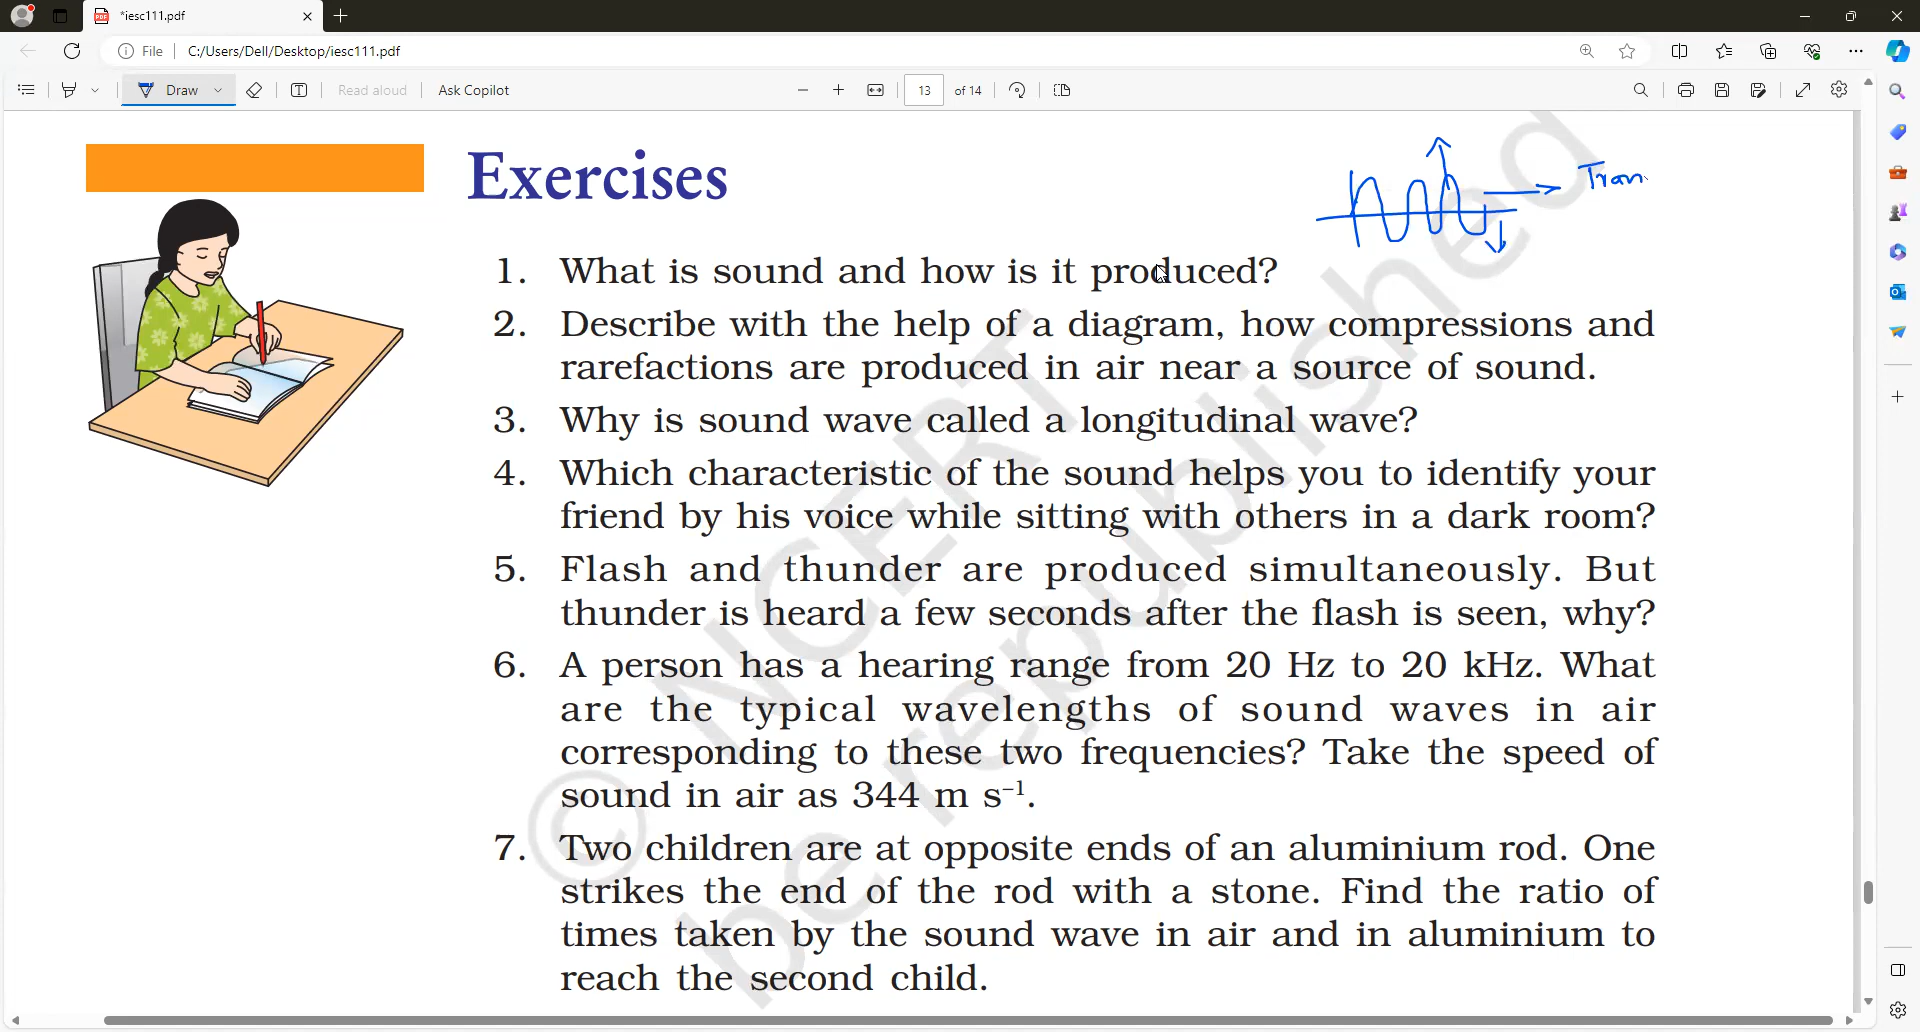 *iesc111.pdf
File
C:/Users/Dell/Desktop/iesc111.pdf
Draw
Read aloud
Ask Copilot
13
of 14
Exercises
Tran
1. What is sound and how is it produced?
2. Describe with the help of a diagram, how compressions and
rarefactions are produced in air near a source of sound.
3. Why is sound wave called a longitudinal wave?
4. Which characteristic of the sound helps you to identify your
friend by his voice while sitting with others in a dark room?
5. Flash and thunder are produced simultaneously. But
thunder is heard a few seconds after the flash is seen, why?
6. A person has a hearing range from 20 Hz to 20 kHz. What
are the typical wavelengths of sound waves in air
corresponding to these two frequencies? Take the speed of
sound in air as 344 m s⁻¹.
7. Two children are at opposite ends of an aluminium rod. One
strikes the end of the rod with a stone. Find the ratio of
times taken by the sound wave in air and in aluminium to
reach the second child.
© NCERT
be republished